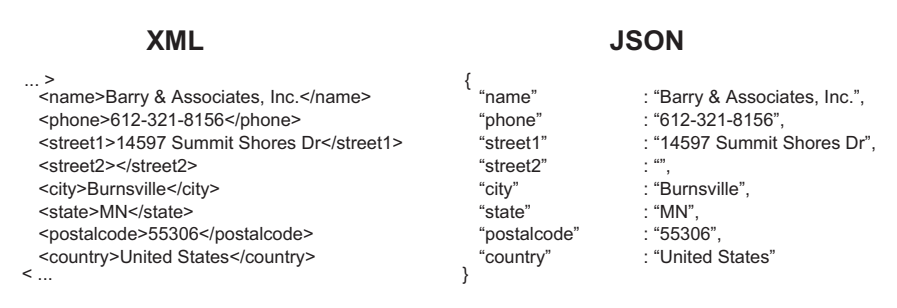 XML
... >
<name>Barry & Associates, Inc.</name>
<phone>612-321-8156</phone>
<street1>14597 Summit Shores Dr</street1>
<street2></street2>
<city>Burnsville</city>
<state>MN</state>
<postalcode>55306</postalcode>
<country>United States</country>
< ...
JSON
{
“name” : “Barry & Associates, Inc.”,
“phone” : “612-321-8156”,
“street1” : “14597 Summit Shores Dr”,
“street2” : “”,
“city” : “Burnsville”,
“state” : “MN”,
“postalcode” : “55306”,
“country” : “United States”
}